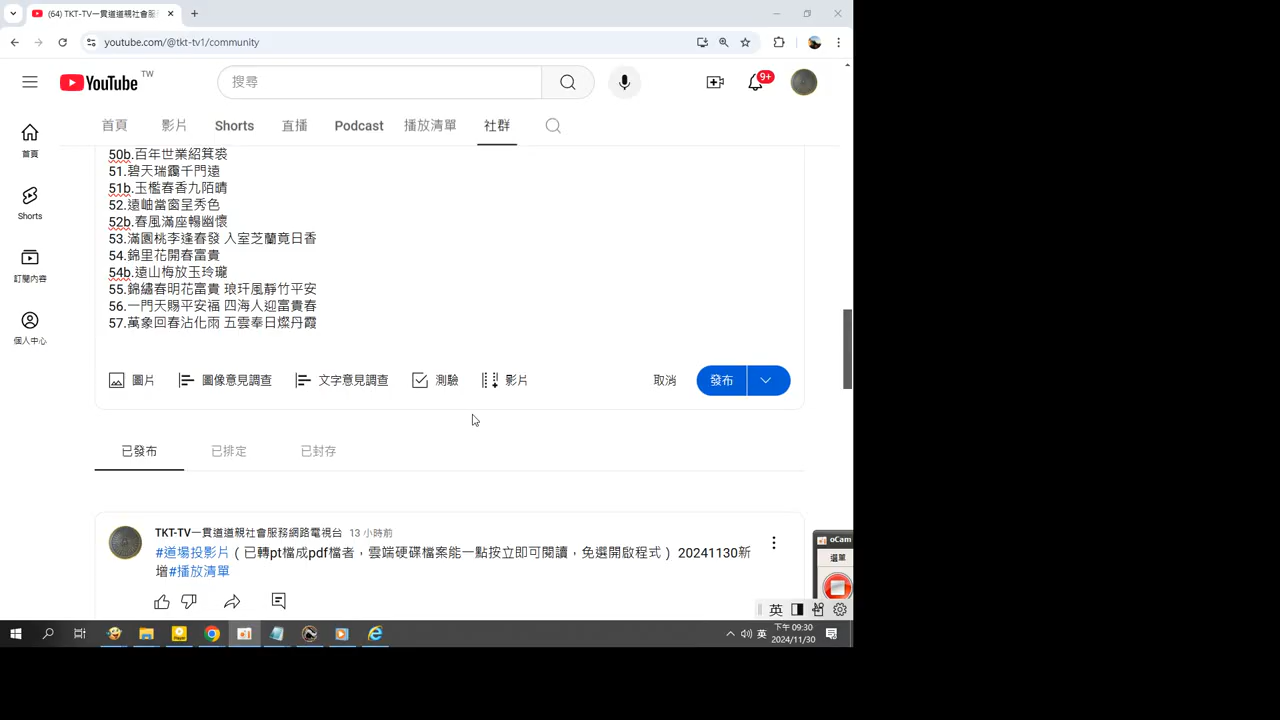 (64) TKT-TV一貫道道親社會服
youtube.com/@tkt-tv1/community
YouTube TW
搜尋
9+
首頁 影片 Shorts 直播 Podcast 播放清單 社群
首頁
Shorts
訂閱內容
個人中心
50b.百年世業紹箕裘
51.碧天瑞靄千門遠
51b.玉檻春香九陌晴
52.遠岫當窗呈秀色
52b.春風滿座暢幽懷
53.滿園桃李逢春發 入室芝蘭竟日香
54.錦里花開春富貴
54b.遠山梅放玉玲瓏
55.錦繡春明花富貴 琅玕風靜竹平安
56.一門天賜平安福 四海人迎富貴春
57.萬象回春沾化雨 五雲奉日燦丹霞
圖片 圖像意見調查 文字意見調查 測驗 影片 取消 發布
已發布 已排定 已封存
TKT-TV一貫道道親社會服務網路電視台 13 小時前
#道場投影片（已轉pt檔成pdf檔者，雲端硬碟檔案能一點按立即可閱讀，免選開啟程式） 20241130新
增#播放清單
oCam
選單
英
英
下午 09:30
2024/11/30